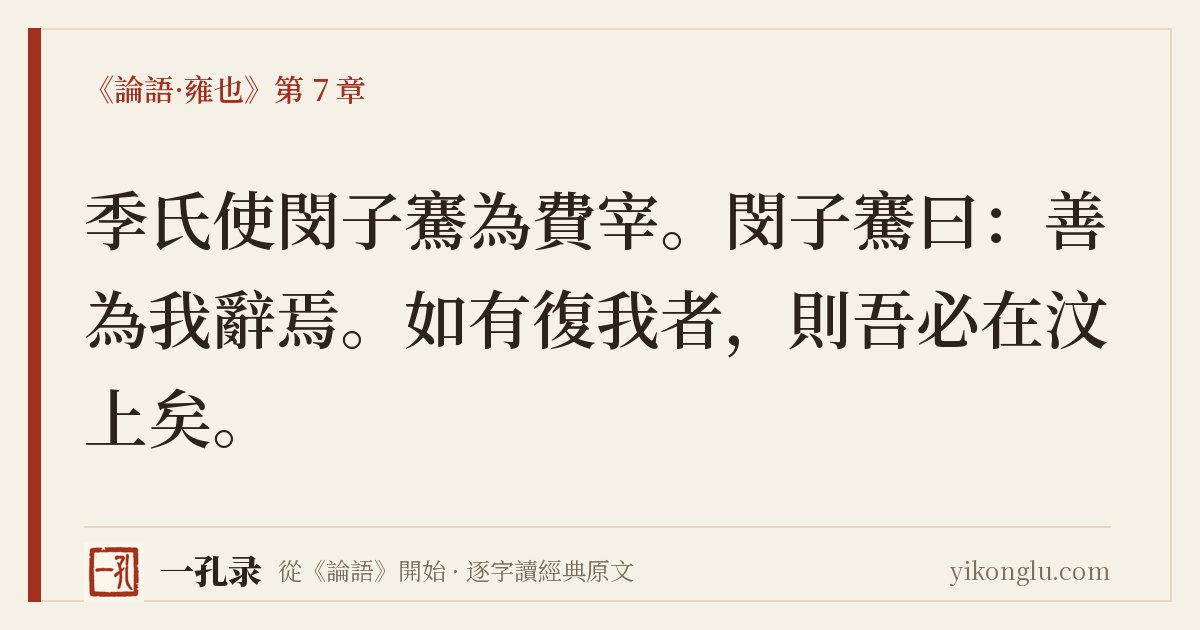 《論語·雍也》第 7 章
季氏使閔子騫為費宰。閔子騫曰：善
為我辭焉。如有復我者，則吾必在汶
上矣。
一孔
一孔录 從《論語》開始 · 逐字讀經典原文
yikonglu.com